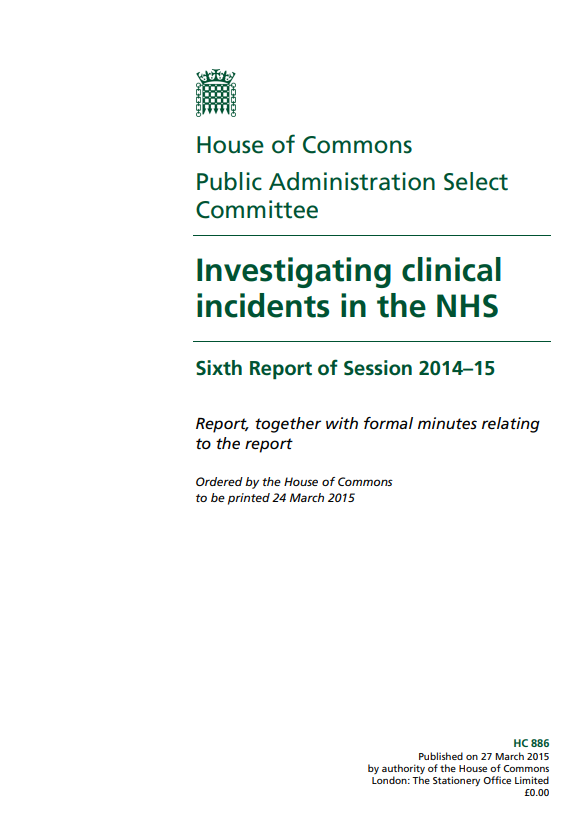 House of Commons
Public Administration Select
Committee
Investigating clinical
incidents in the NHS
Sixth Report of Session 2014–15
Report, together with formal minutes relating
to the report
Ordered by the House of Commons
to be printed 24 March 2015
HC 886
Published on 27 March 2015
by authority of the House of Commons
London: The Stationery Office Limited
£0.00